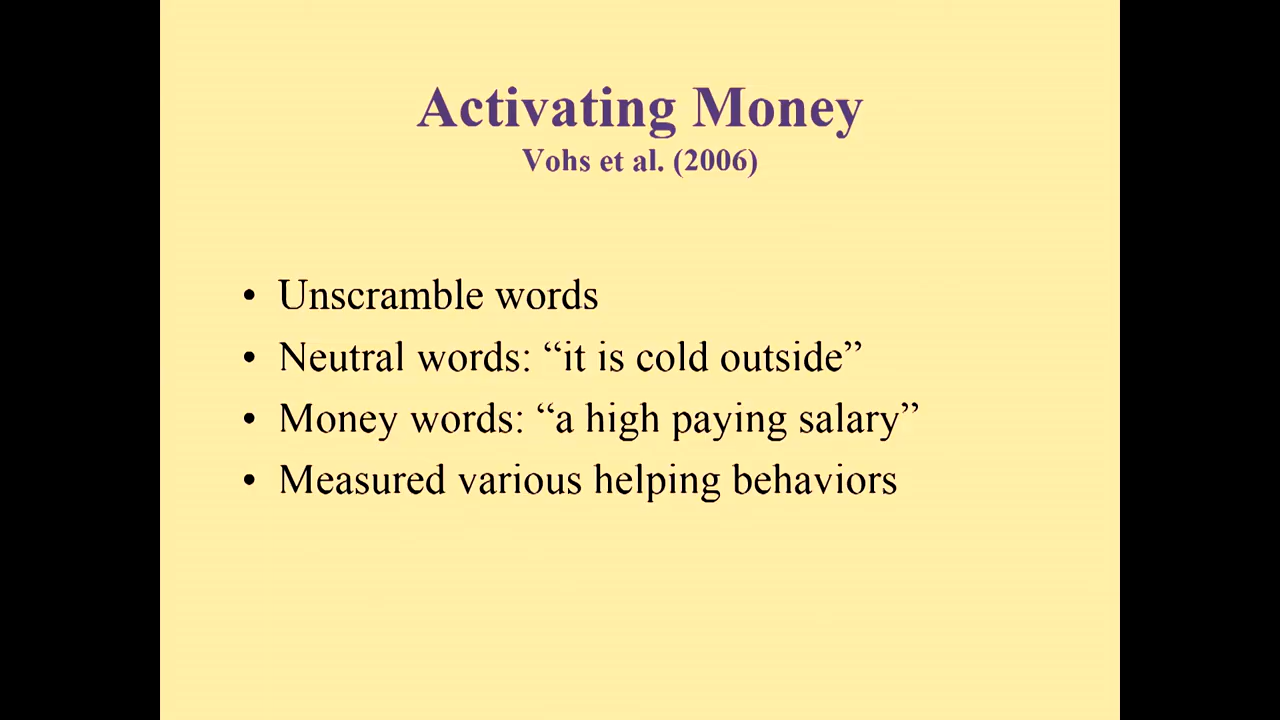 Activating Money
Vohs et al. (2006)
• Unscramble words
• Neutral words: “it is cold outside”
• Money words: “a high paying salary”
• Measured various helping behaviors